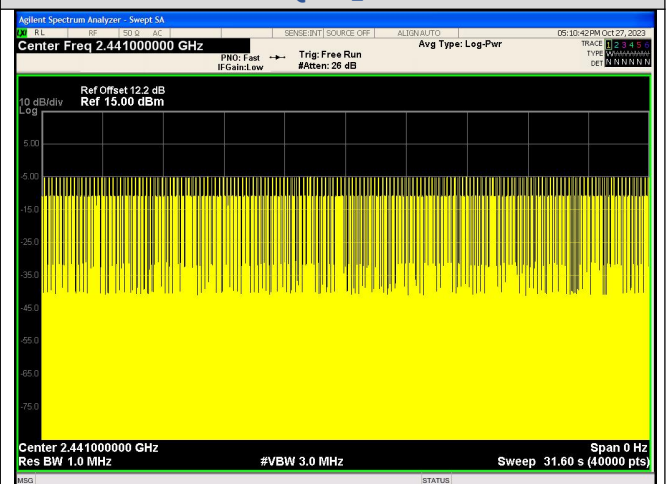 Agilent Spectrum Analyzer - Swept SA
LXI RL RF 50 Ω AC SENSE:INT SOURCE OFF ALIGN AUTO 05:10:42 PM Oct 27, 2023
Center Freq 2.441000000 GHz
PNO: Fast
IFGain:Low
Trig: Free Run
#Atten: 26 dB
Avg Type: Log-Pwr
TRACE 1 2 3 4 5 6
TYPE
DET N N N N N N
Ref Offset 12.2 dB
10 dB/div Ref 15.00 dBm
Log
5.00
-5.00
-15.0
-25.0
-35.0
-45.0
-55.0
-65.0
-75.0
Center 2.441000000 GHz Span 0 Hz
Res BW 1.0 MHz #VBW 3.0 MHz Sweep 31.60 s (40000 pts)
MSG STATUS